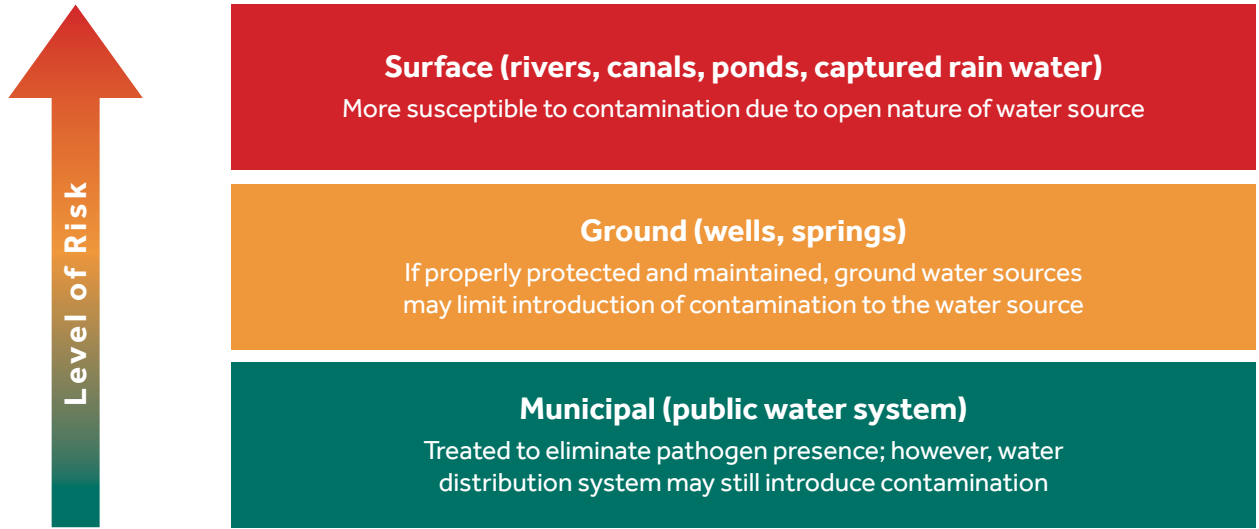 Level of Risk
Surface (rivers, canals, ponds, captured rain water)
More susceptible to contamination due to open nature of water source
Ground (wells, springs)
If properly protected and maintained, ground water sources
may limit introduction of contamination to the water source
Municipal (public water system)
Treated to eliminate pathogen presence; however, water
distribution system may still introduce contamination